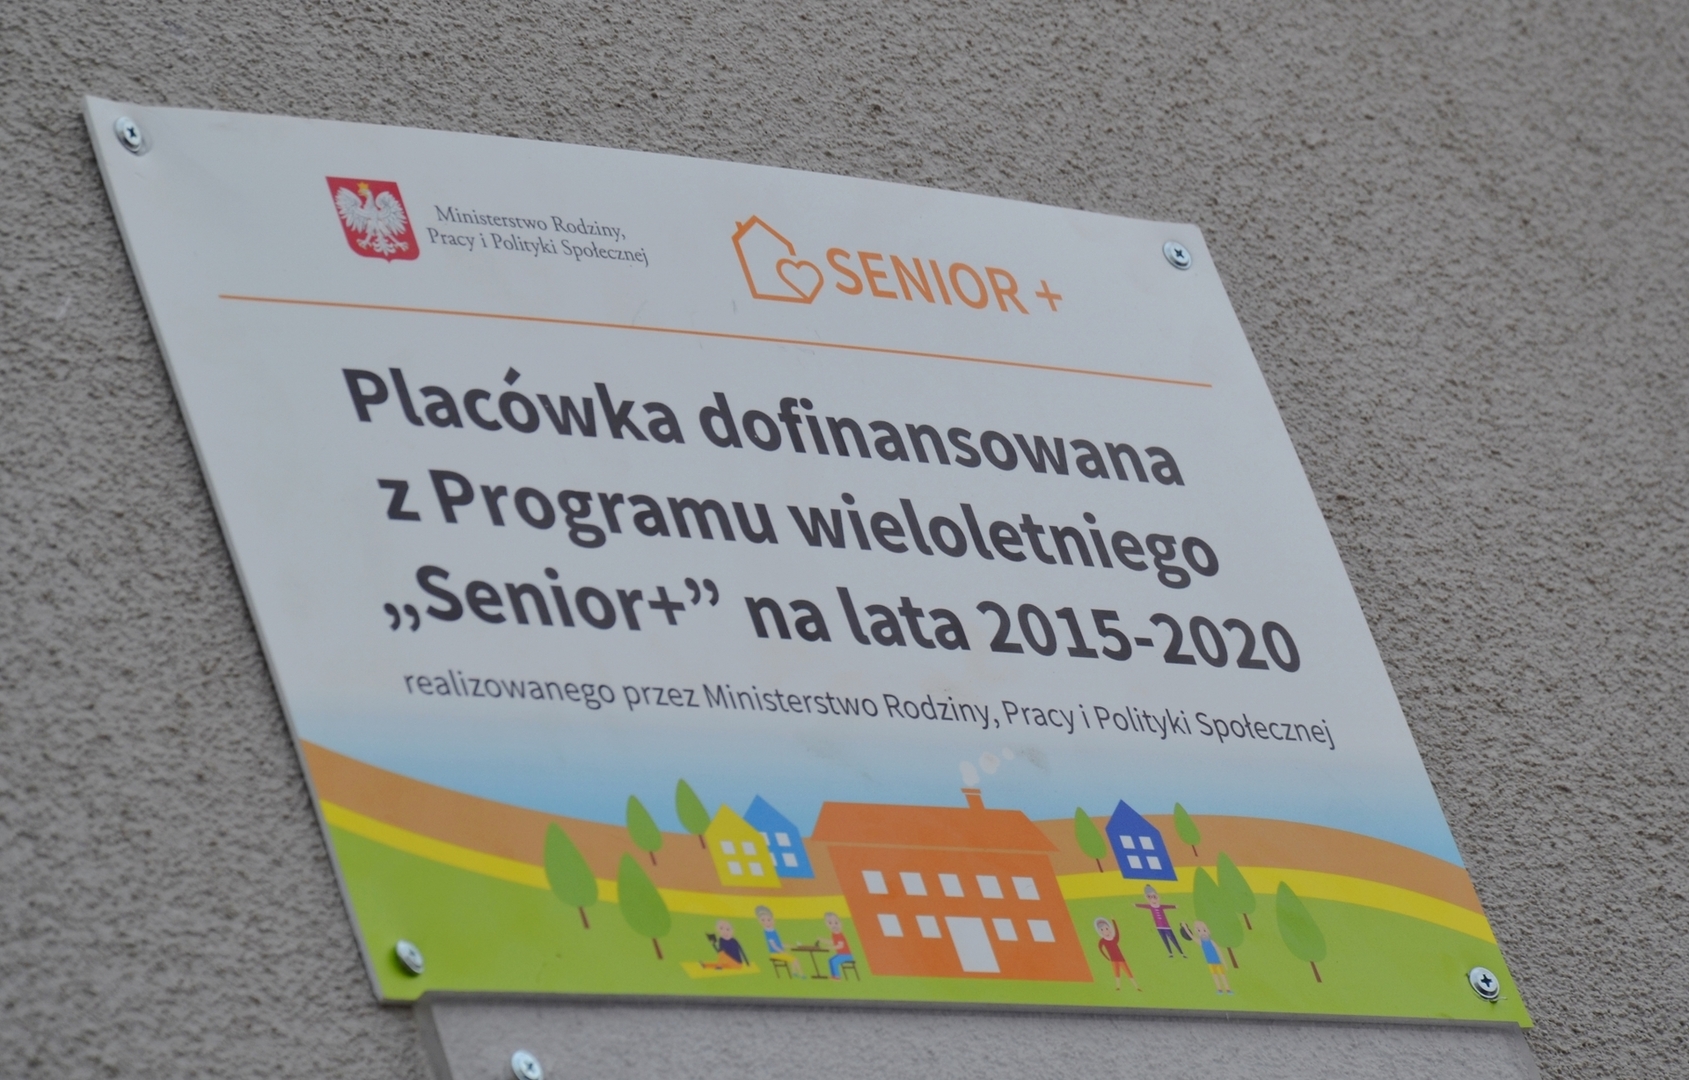 Ministerstwo Rodziny,
Pracy i Polityki Społecznej
SENIOR +
Placówka dofinansowana
z Programu wieloletniego
„Senior+” na lata 2015-2020
realizowanego przez Ministerstwo Rodziny, Pracy i Polityki Społecznej